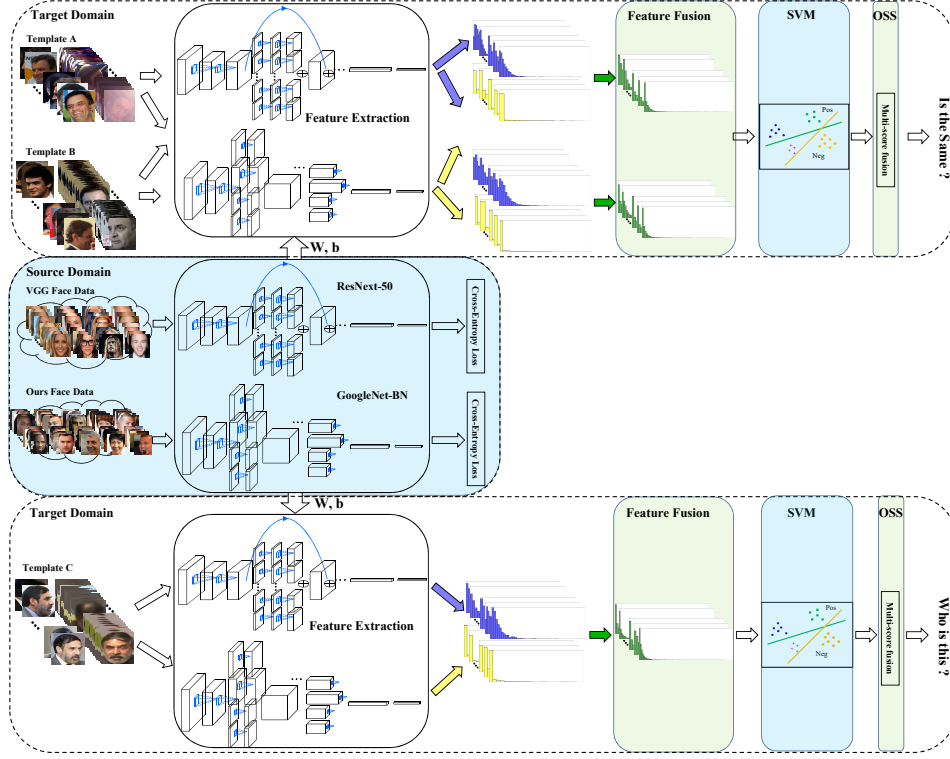 Target Domain
Feature Fusion
SVM
OSS
Template A
Feature Extraction
Pos
Neg
Multi-score fusion
Is the Same ?
Template B
W, b
Source Domain
VGG Face Data
ResNext-50
Cross-Entropy Loss
Ours Face Data
GoogleNet-BN
Cross-Entropy Loss
W, b
Target Domain
Feature Fusion
SVM
OSS
Template C
Feature Extraction
Pos
Neg
Multi-score fusion
Who is this ?